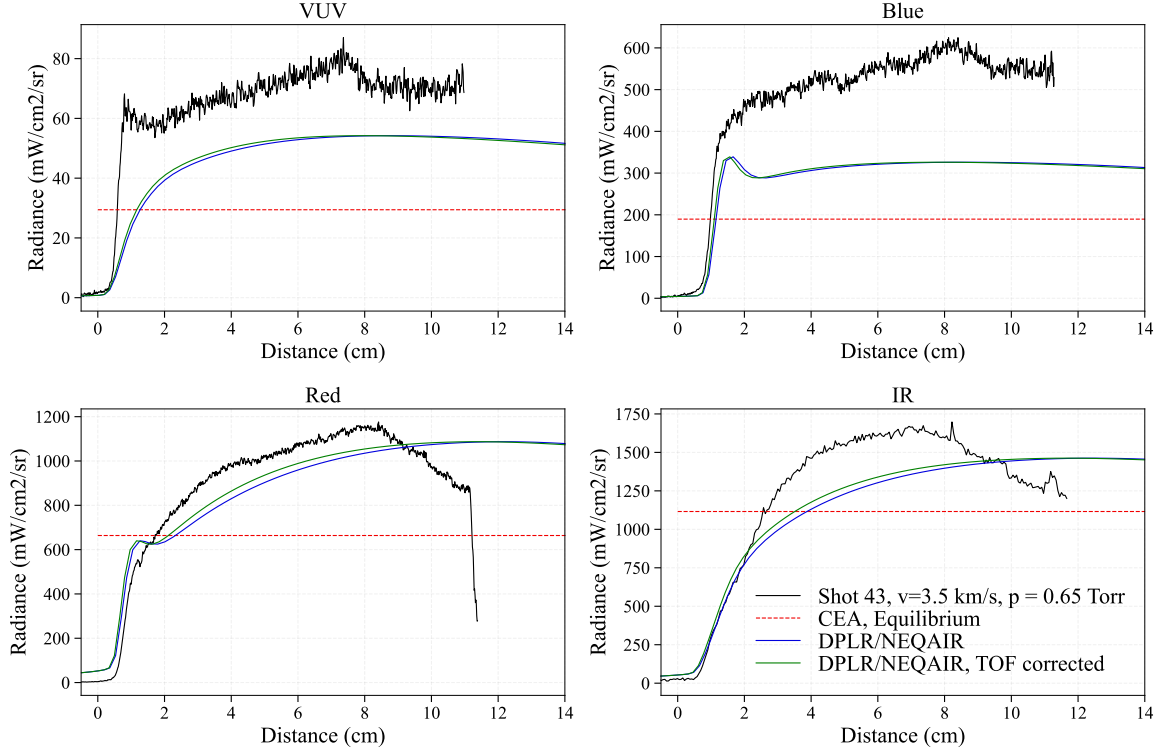 VUV
Radiance (mW/cm2/sr)
80
60
40
20
0
0 2 4 6 8 10 12 14
Distance (cm)
Blue
Radiance (mW/cm2/sr)
600
500
400
300
200
100
0
0 2 4 6 8 10 12 14
Distance (cm)
Red
Radiance (mW/cm2/sr)
1200
1000
800
600
400
200
0
0 2 4 6 8 10 12 14
Distance (cm)
IR
Radiance (mW/cm2/sr)
1750
1500
1250
1000
750
500
250
0
Shot 43, v=3.5 km/s, p = 0.65 Torr
CEA, Equilibrium
DPLR/NEQAIR
DPLR/NEQAIR, TOF corrected
0 2 4 6 8 10 12 14
Distance (cm)